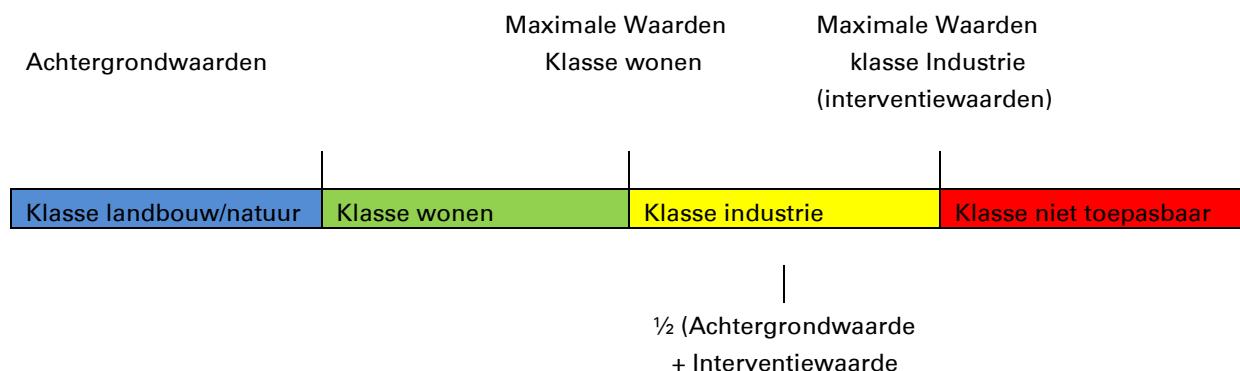 Achtergrondwaarden
Maximale Waarden
Klasse wonen
Maximale Waarden
klasse Industrie
(interventiewaarden)
Klasse landbouw/natuur
Klasse wonen
Klasse industrie
Klasse niet toepasbaar
½ (Achtergrondwaarde
+ Interventiewaarde